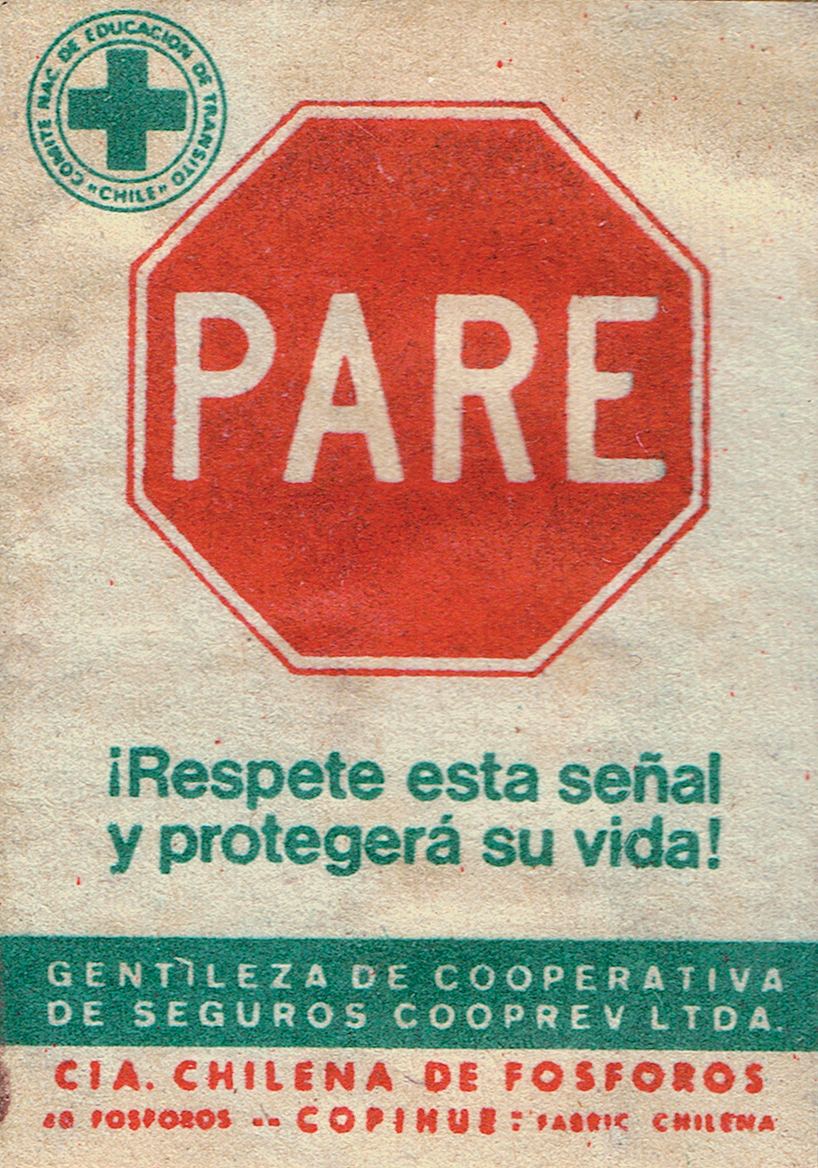 COMITE NAC. DE EDUCACION DE TRANSITO
"CHILE"
PARE
¡Respete esta señal
y protegerá su vida!
GENTILEZA DE COOPERATIVA
DE SEGUROS COOPREV LTDA.
CIA. CHILENA DE FOSFOROS
40 FOSFOROS -- COPIHUE - FABRIC CHILENA